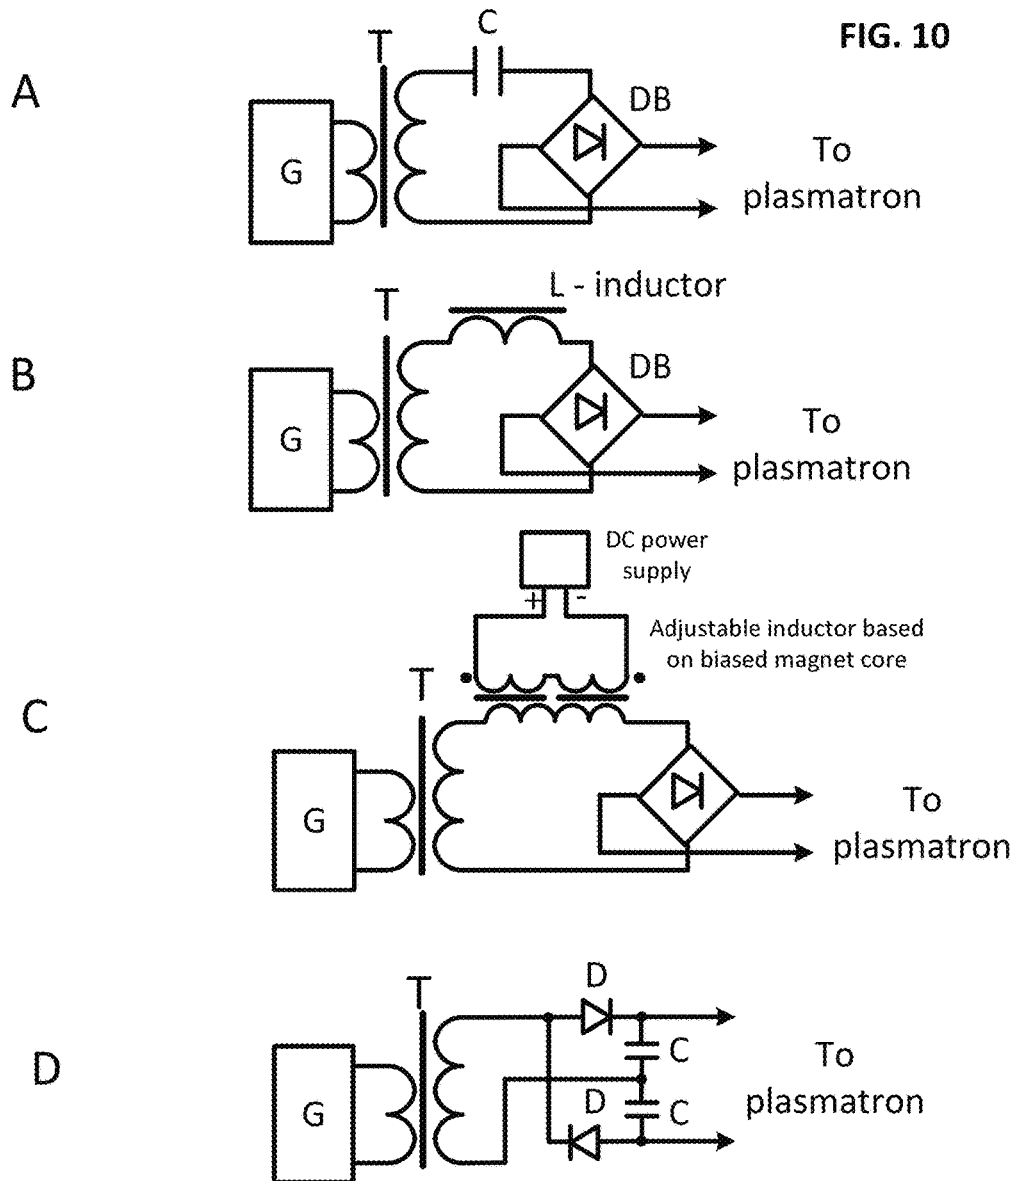 FIG. 10
A
T
C
G
DB
To
plasmatron
B
T
L - inductor
G
DB
To
plasmatron
C
DC power
supply
+ -
Adjustable inductor based
on biased magnet core
T
G
To
plasmatron
D
T
G
D
C
D
C
To
plasmatron